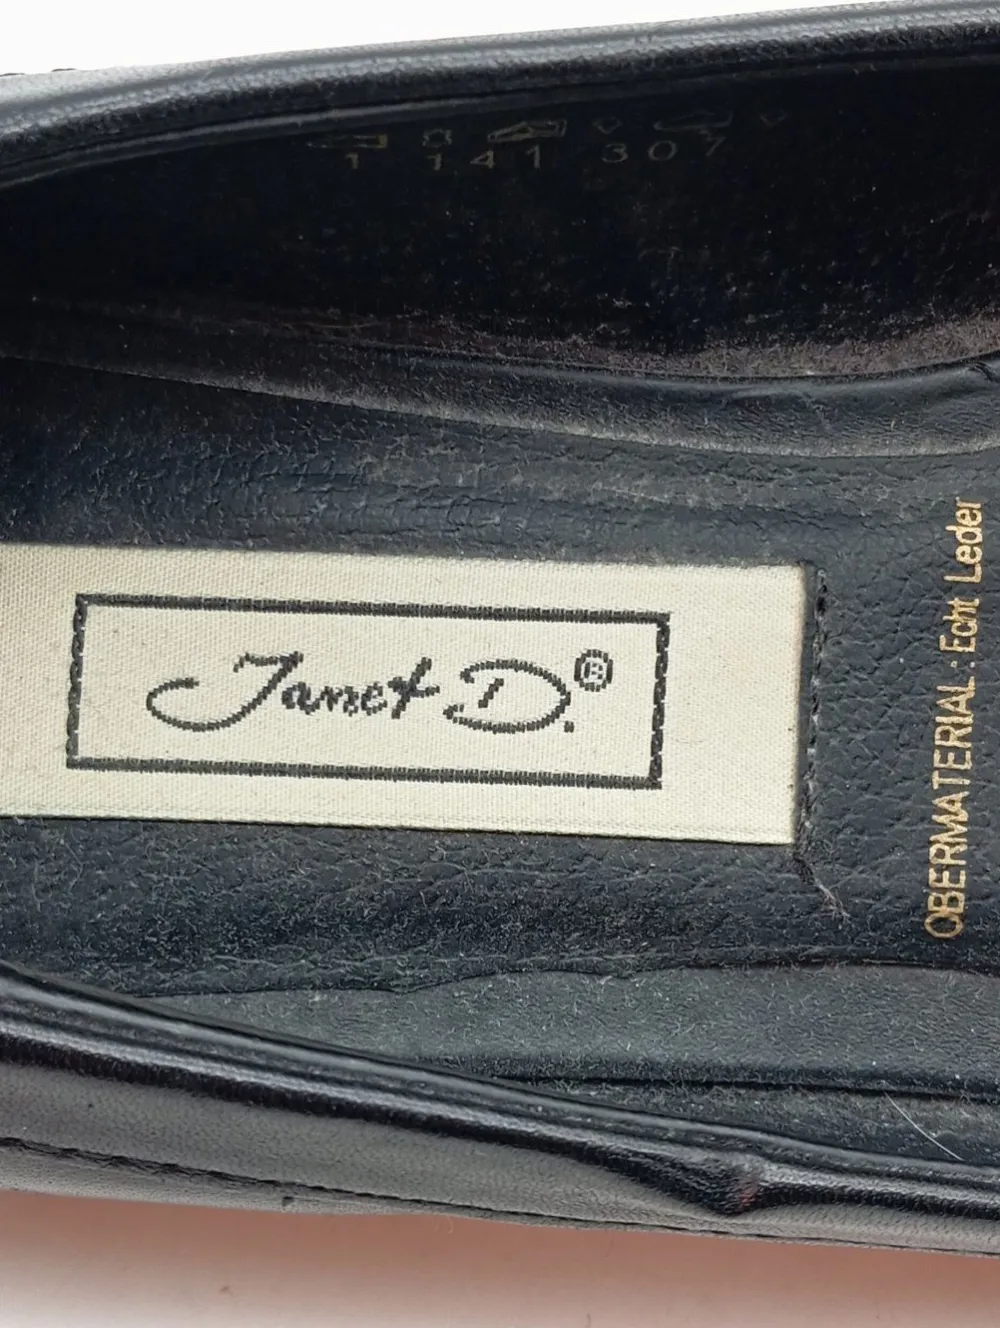 1 141 307
Janet D.®
OBERMATERIAL: Echt Leder